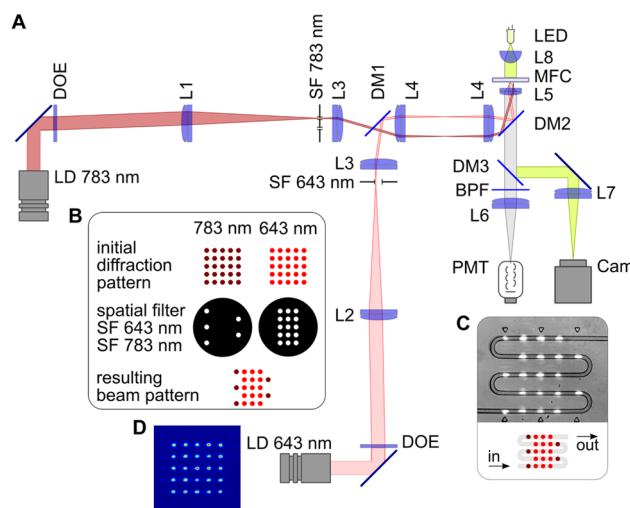 A
LED
L8
MFC
L5
DM2
DOE
L1
SF 783 nm
L3
DM1
L4
L4
LD 783 nm
L3
SF 643 nm
DM3
BPF
L6
L7
PMT
Cam
B
783 nm 643 nm
initial
diffraction
pattern
spatial filter
SF 643 nm
SF 783 nm
resulting
beam pattern
L2
C
in
out
D
LD 643 nm
DOE